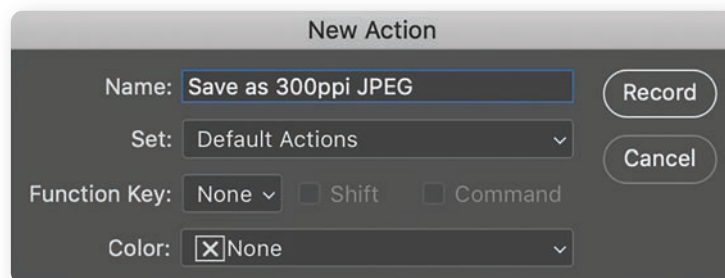 New Action
Name: Save as 300ppi JPEG Record
Set: Default Actions Cancel
Function Key: None Shift Command
Color: None